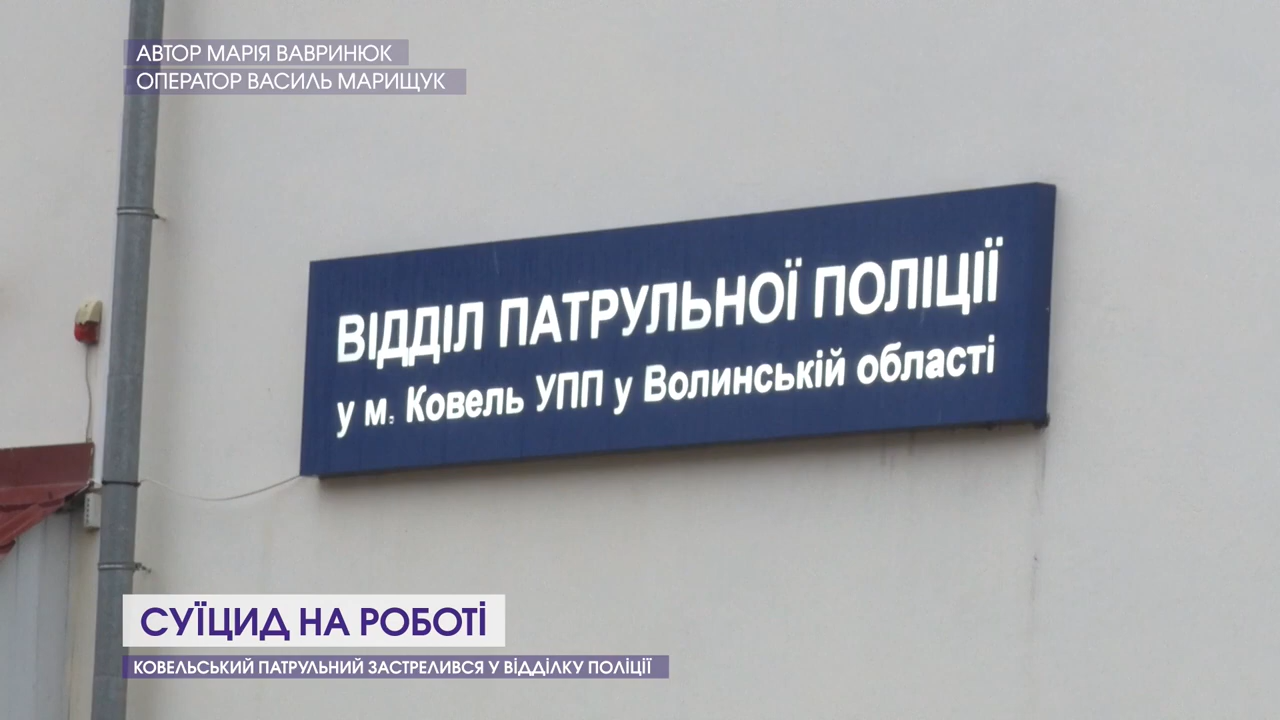 АВТОР МАРІЯ ВАВРИНЮК
ОПЕРАТОР ВАСИЛЬ МАРИЩУК
ВІДДІЛ ПАТРУЛЬНОЇ ПОЛІЦІЇ
у м. Ковель УПП у Волинській області
СУЇЦИД НА РОБОТІ
КОВЕЛЬСЬКИЙ ПАТРУЛЬНИЙ ЗАСТРЕЛИВСЯ У ВІДДІЛКУ ПОЛІЦІЇ